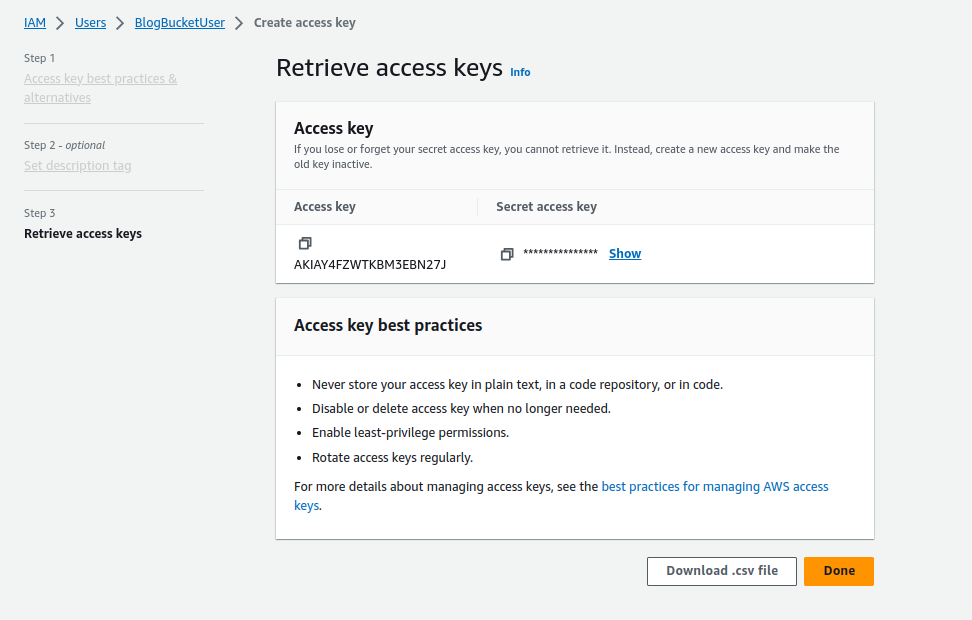 IAM > Users > BlogBucketUser > Create access key
Step 1
Access key best practices &
alternatives
Step 2 - optional
Set description tag
Step 3
Retrieve access keys
Retrieve access keys Info
Access key
If you lose or forget your secret access key, you cannot retrieve it. Instead, create a new access key and make the
old key inactive.
Access key
Secret access key
AKIAY4FZWTKBM3EBN27J
*************** Show
Access key best practices
• Never store your access key in plain text, in a code repository, or in code.
• Disable or delete access key when no longer needed.
• Enable least-privilege permissions.
• Rotate access keys regularly.
For more details about managing access keys, see the best practices for managing AWS access
keys.
Download .csv file
Done